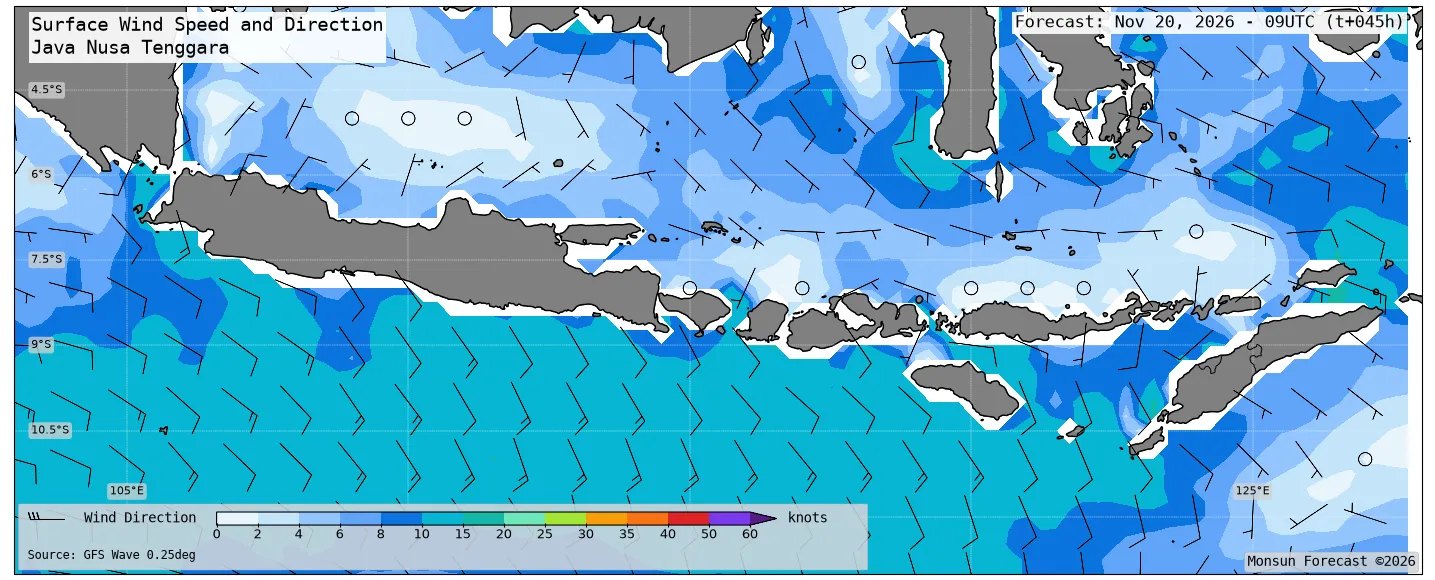 Surface Wind Speed and Direction
Java Nusa Tenggara
Forecast: Nov 20, 2026 - 09UTC (t+045h)
4.5°S
6°S
7.5°S
9°S
10.5°S
105°E
125°E
Wind Direction
0 2 4 6 8 10 15 20 25 30 35 40 50 60
knots
Source: GFS Wave 0.25deg
Monsun Forecast ©2026